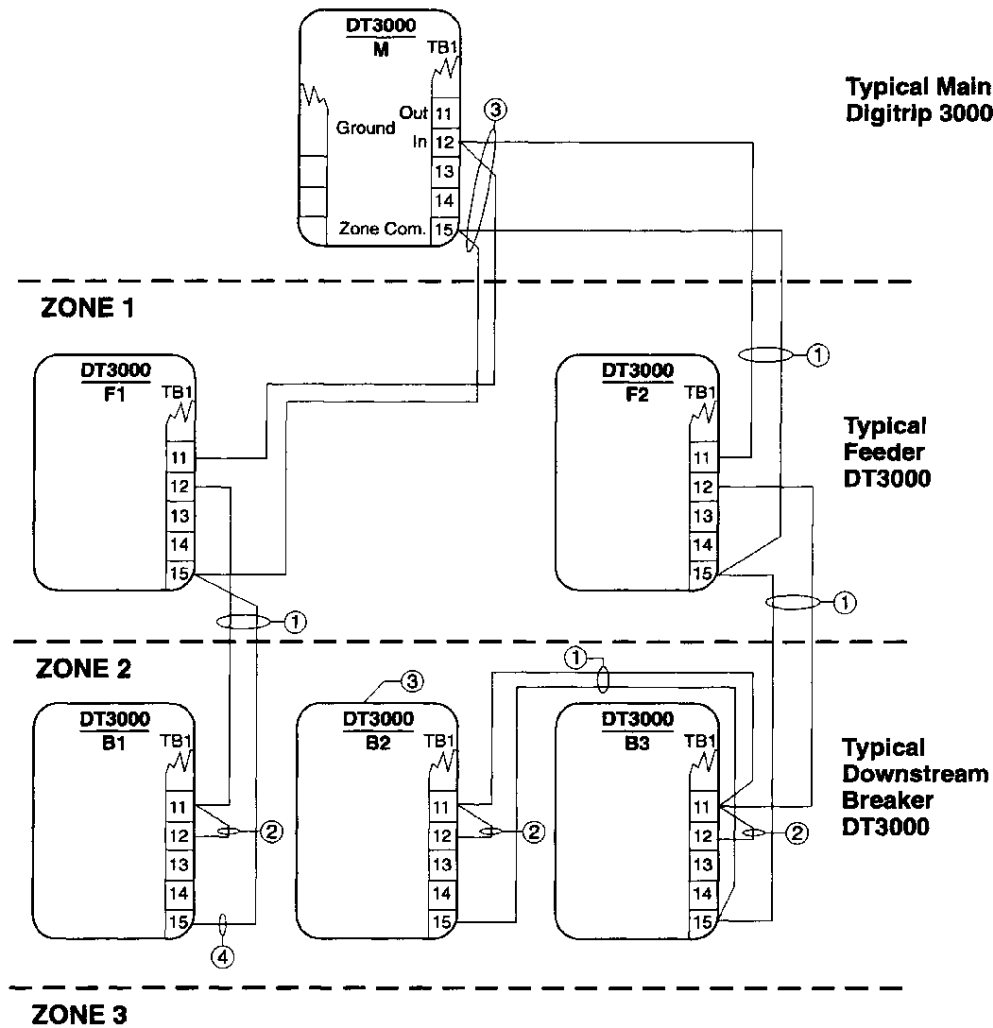 DT3000
M
TB1
Typical Main
Digitrip 3000
Out 11
Ground
In 12
13
14
Zone Com. 15
③
ZONE 1
①
DT3000
F1
TB1
11
12
13
14
15
DT3000
F2
TB1
11
12
13
14
15
Typical
Feeder
DT3000
①
①
ZONE 2
①
③
DT3000
B1
TB1
11
12
13
14
15
②
④
DT3000
B2
TB1
11
12
13
14
15
②
DT3000
B3
TB1
11
12
13
14
15
②
Typical
Downstream
Breaker
DT3000
ZONE 3